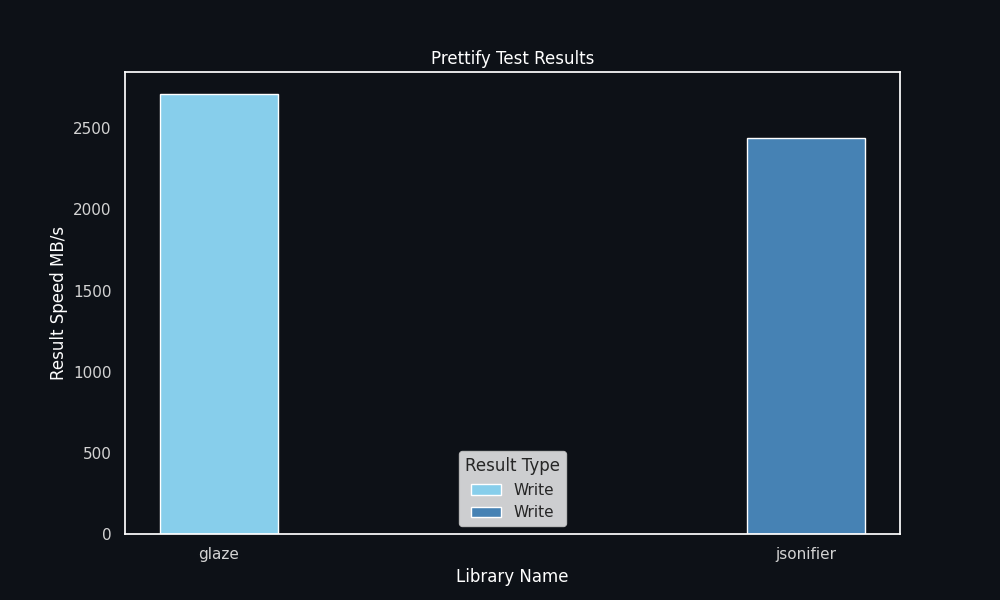 Prettify Test Results
Result Speed MB/s
2500
2000
1500
1000
500
0
Result Type
Write
Write
glaze
jsonifier
Library Name